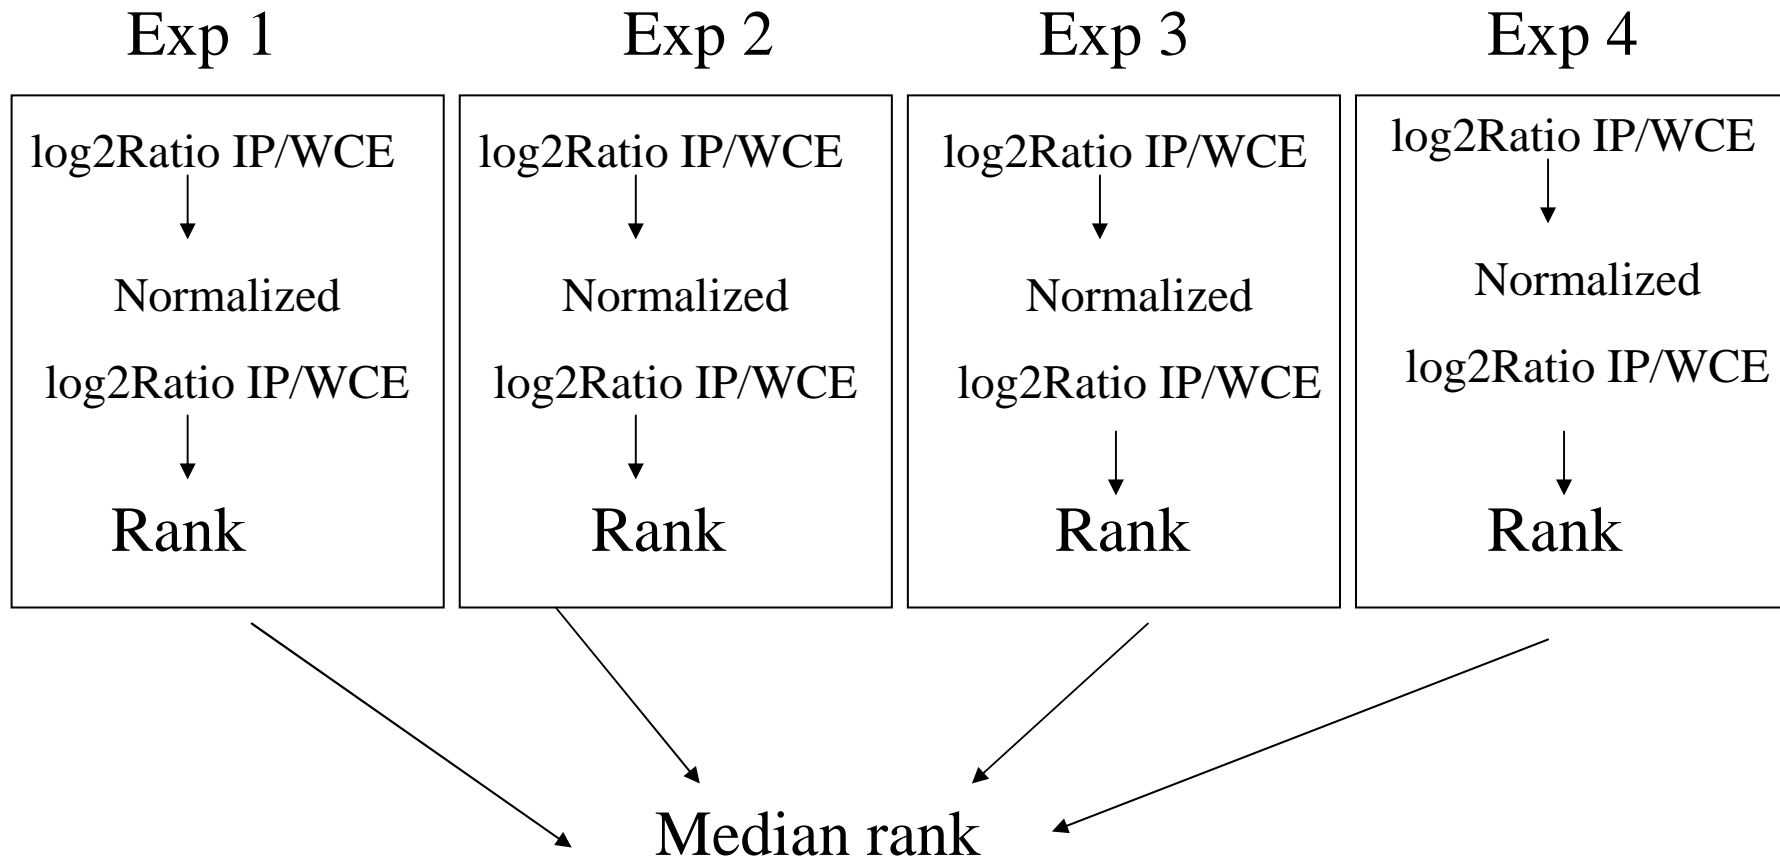 Exp 1
Exp 2
Exp 3
Exp 4
log2Ratio IP/WCE
Normalized
log2Ratio IP/WCE
Rank
log2Ratio IP/WCE
Normalized
log2Ratio IP/WCE
Rank
log2Ratio IP/WCE
Normalized
log2Ratio IP/WCE
Rank
log2Ratio IP/WCE
Normalized
log2Ratio IP/WCE
Rank
Median rank